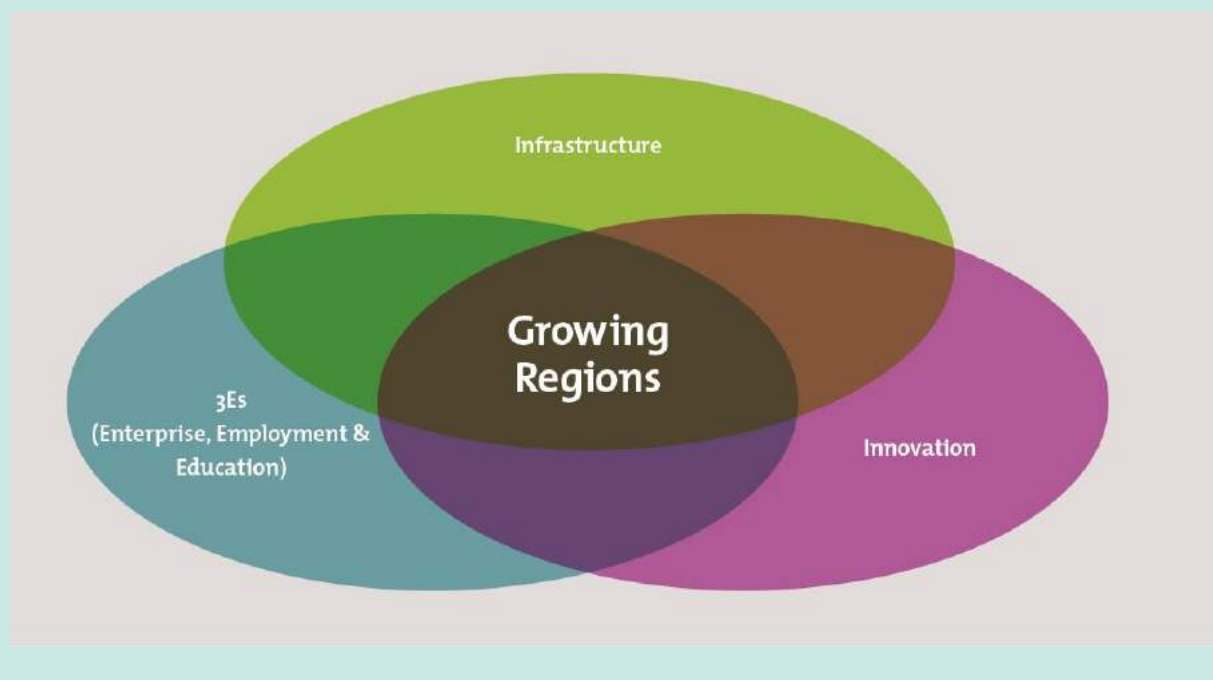 Infrastructure
Growing
Regions
3Es
(Enterprise, Employment &
Education)
Innovation